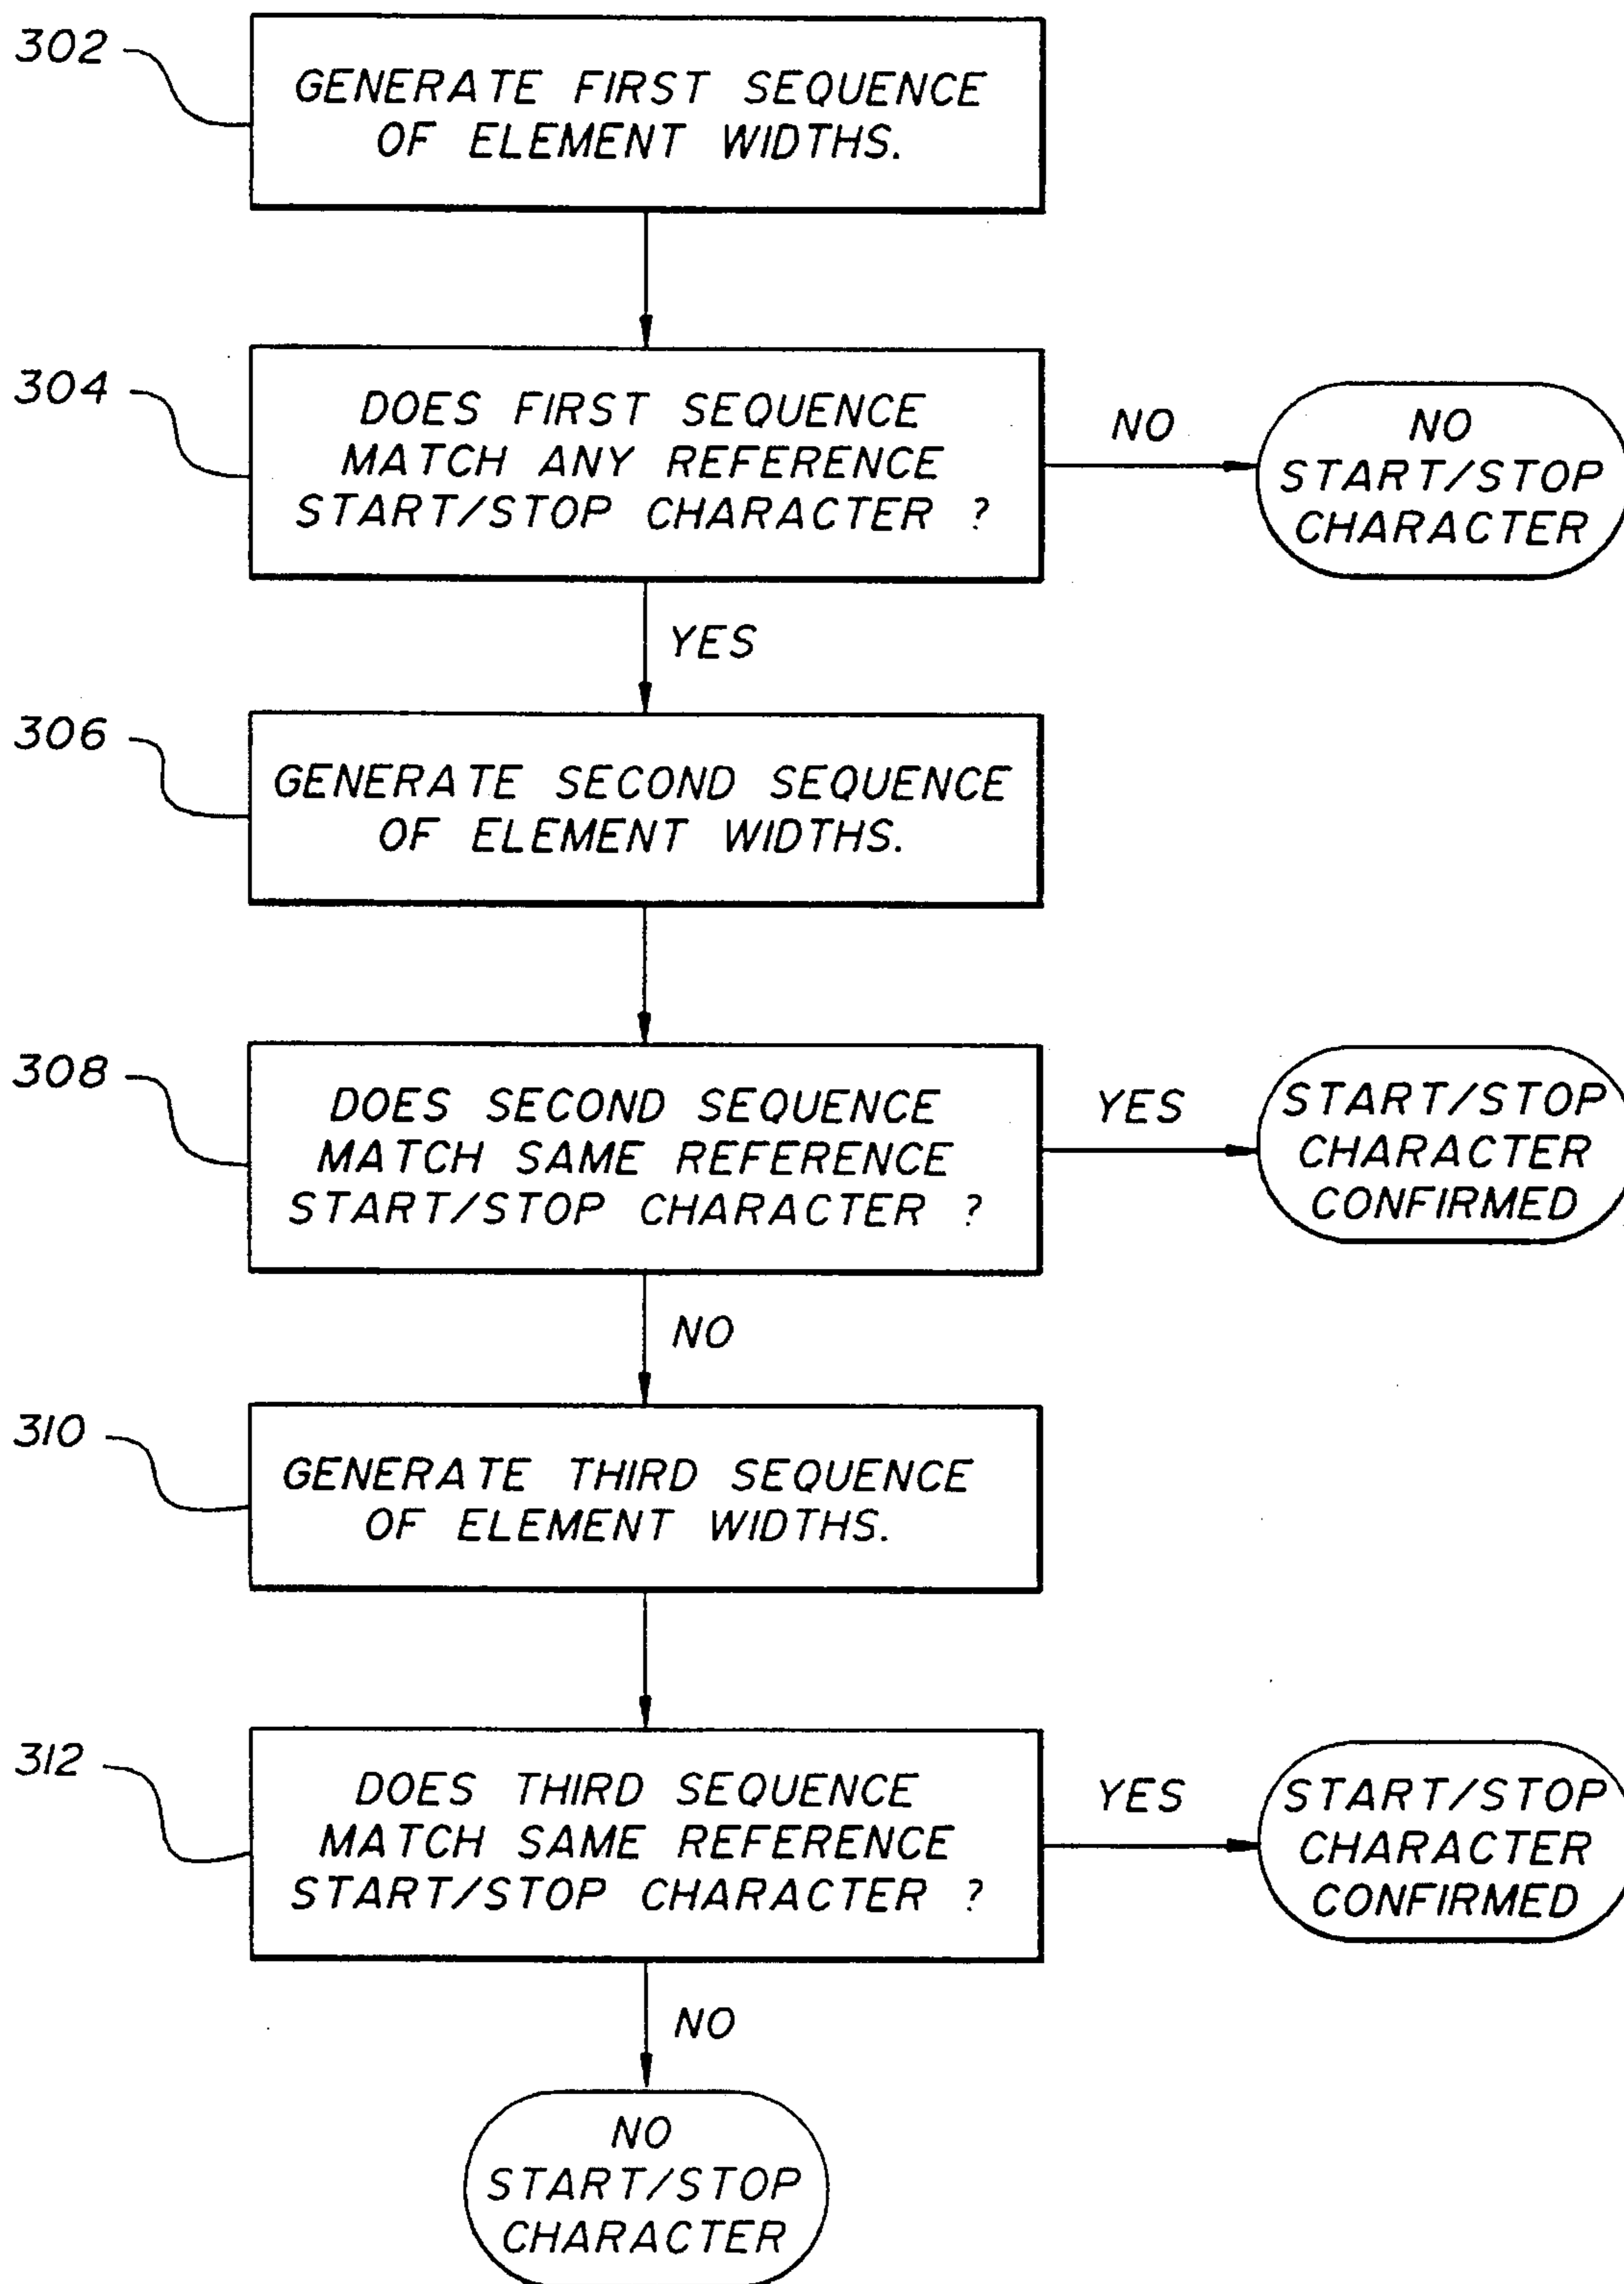 302
GENERATE FIRST SEQUENCE
OF ELEMENT WIDTHS.
304
DOES FIRST SEQUENCE
MATCH ANY REFERENCE
START/STOP CHARACTER ?
NO
NO
START/STOP
CHARACTER
YES
306
GENERATE SECOND SEQUENCE
OF ELEMENT WIDTHS.
308
DOES SECOND SEQUENCE
MATCH SAME REFERENCE
START/STOP CHARACTER ?
YES
START/STOP
CHARACTER
CONFIRMED
NO
310
GENERATE THIRD SEQUENCE
OF ELEMENT WIDTHS.
312
DOES THIRD SEQUENCE
MATCH SAME REFERENCE
START/STOP CHARACTER ?
YES
START/STOP
CHARACTER
CONFIRMED
NO
NO
START/STOP
CHARACTER